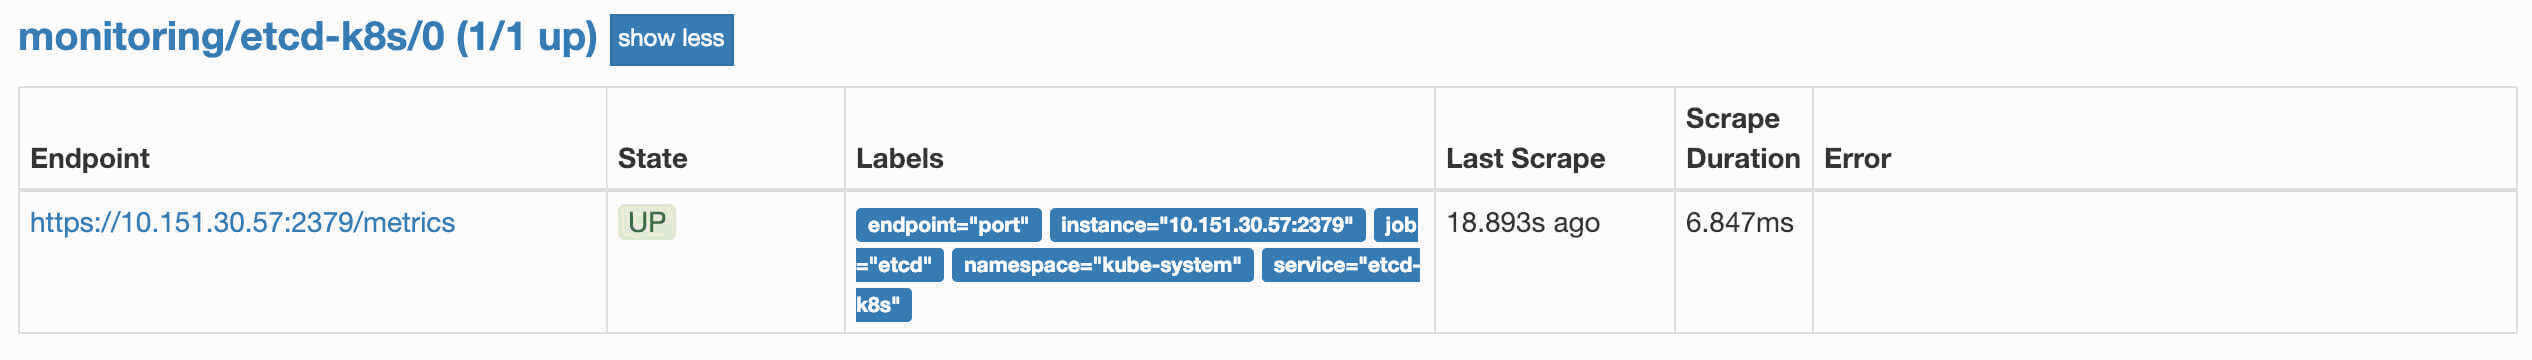 monitoring/etcd-k8s/0 (1/1 up) show less
Endpoint State Labels Last Scrape Scrape Duration Error
https://10.151.30.57:2379/metrics UP endpoint="port" instance="10.151.30.57:2379" job 18.893s ago 6.847ms
="etcd" namespace="kube-system" service="etcd-
k8s"